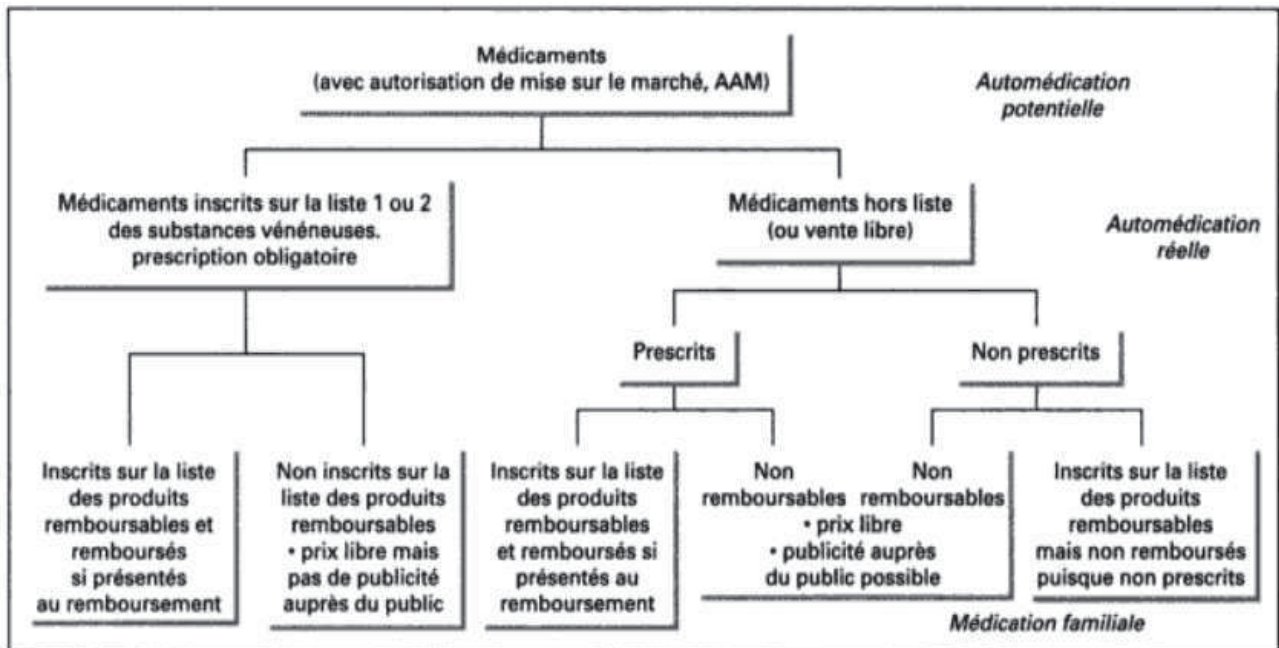 Médicaments
(avec autorisation de mise sur le marché, AAM)
Automédication
potentielle
Médicaments inscrits sur la liste 1 ou 2
des substances vénéneuses.
prescription obligatoire
Médicaments hors liste
(ou vente libre)
Automédication
réelle
Prescrits
Non prescrits
Inscrits sur la liste
des produits
remboursables et
remboursés
si présentés
au remboursement
Non inscrits sur la
liste des produits
remboursables
• prix libre mais
pas de publicité
auprès du public
Inscrits sur la liste
des produits
remboursables
et remboursés si
présentés au
remboursement
Non
remboursables
Non
remboursables
• prix libre
• publicité auprès
du public possible
Inscrits sur la liste
des produits
remboursables
mais non remboursés
puisque non prescrits
Médication familiale